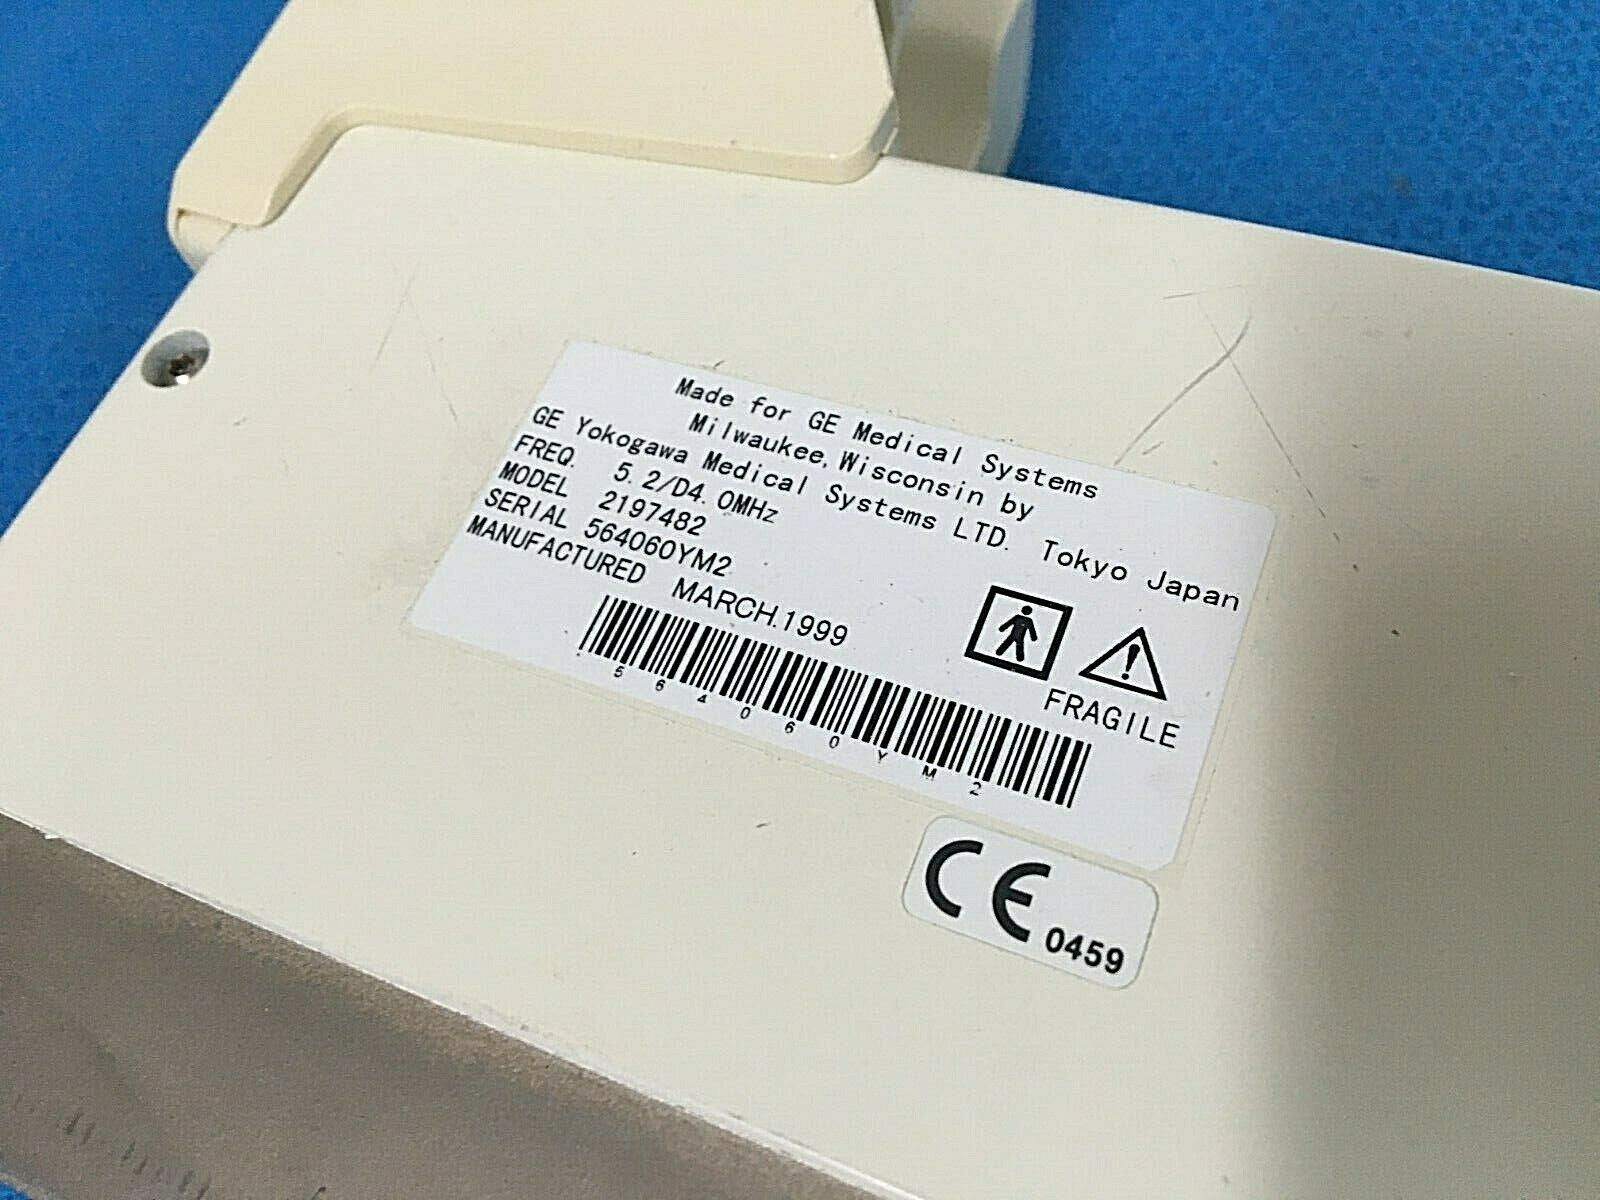 Made for GE Medical Systems
Milwaukee, Wisconsin by
GE Yokogawa Medical Systems LTD. Tokyo Japan
FREQ. 5.2/D4.0MHz
MODEL 2197482
SERIAL 564060YM2
MANUFACTURED MARCH.1999
FRAGILE
564060YM2
CE 0459